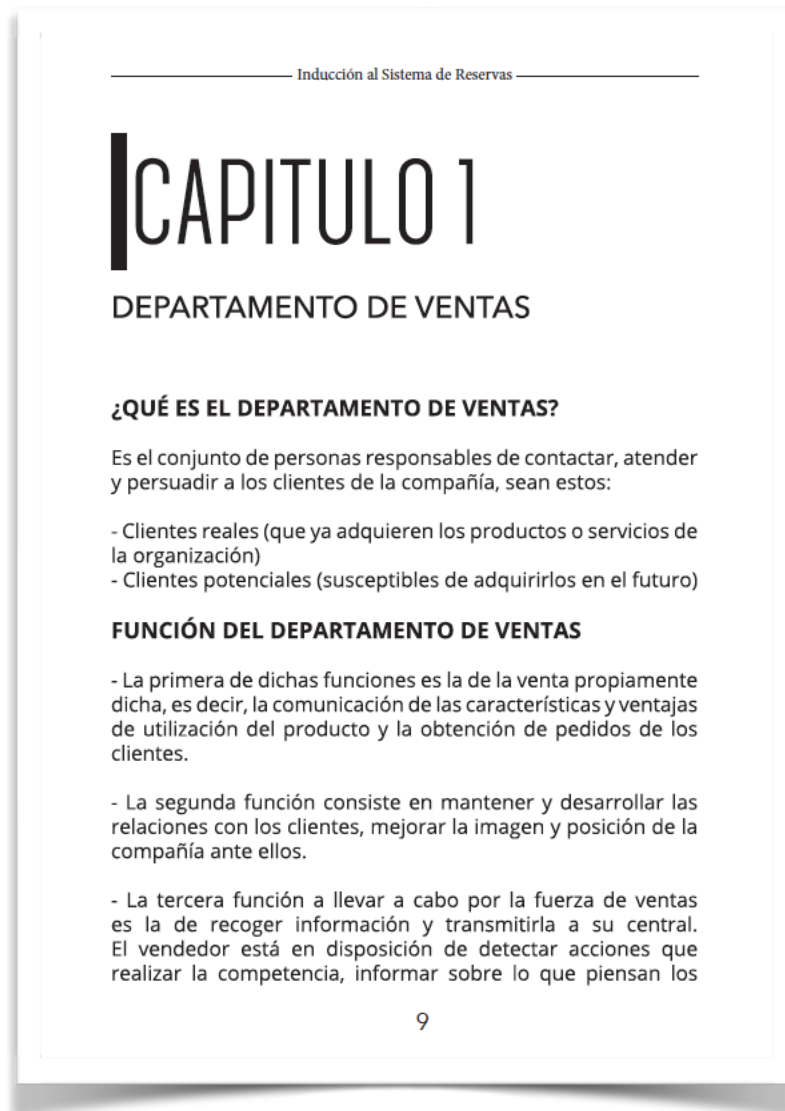 Inducción al Sistema de Reservas
CAPITULO 1
DEPARTAMENTO DE VENTAS
¿QUÉ ES EL DEPARTAMENTO DE VENTAS?
Es el conjunto de personas responsables de contactar, atender
y persuadir a los clientes de la compañía, sean estos:
- Clientes reales (que ya adquieren los productos o servicios de
la organización)
- Clientes potenciales (susceptibles de adquirirlos en el futuro)
FUNCIÓN DEL DEPARTAMENTO DE VENTAS
- La primera de dichas funciones es la de la venta propiamente
dicha, es decir, la comunicación de las características y ventajas
de utilización del producto y la obtención de pedidos de los
clientes.
- La segunda función consiste en mantener y desarrollar las
relaciones con los clientes, mejorar la imagen y posición de la
compañía ante ellos.
- La tercera función a llevar a cabo por la fuerza de ventas
es la de recoger información y transmitirla a su central.
El vendedor está en disposición de detectar acciones que
realizar la competencia, informar sobre lo que piensan los
9